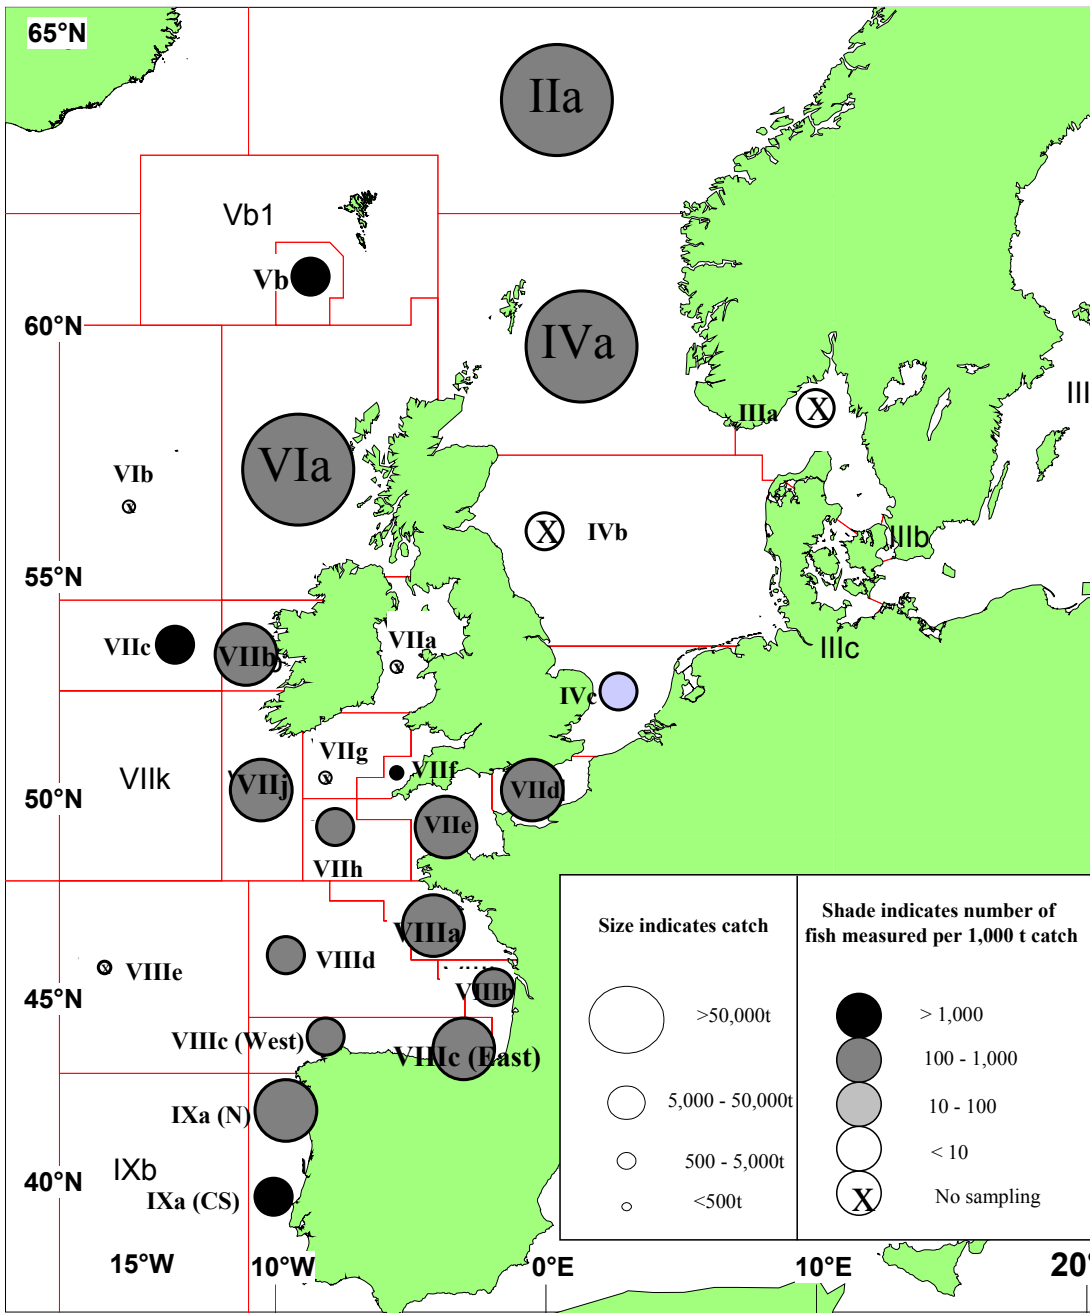 65°N
IIa
Vb1
Vb
60°N
IVa
IIIa
X
III
VIa
VIb
x
X
IVb
55°N
IIIb
VIIc
VIIb
VIIa
x
IIIc
IVc
VIIk
VIIg
x
VIIf
VIIj
VIId
50°N
VIIe
VIIh
VIIIa
VIIIe
x
VIIId
VIIIb
45°N
VIIIc (West)
VIIIc (East)
IXa (N)
IXb
40°N
IXa (CS)
15°W
10°W
0°E
10°E
20°
Size indicates catch
>50,000t
5,000 - 50,000t
500 - 5,000t
<500t
Shade indicates number of
fish measured per 1,000 t catch
> 1,000
100 - 1,000
10 - 100
< 10
X
No sampling